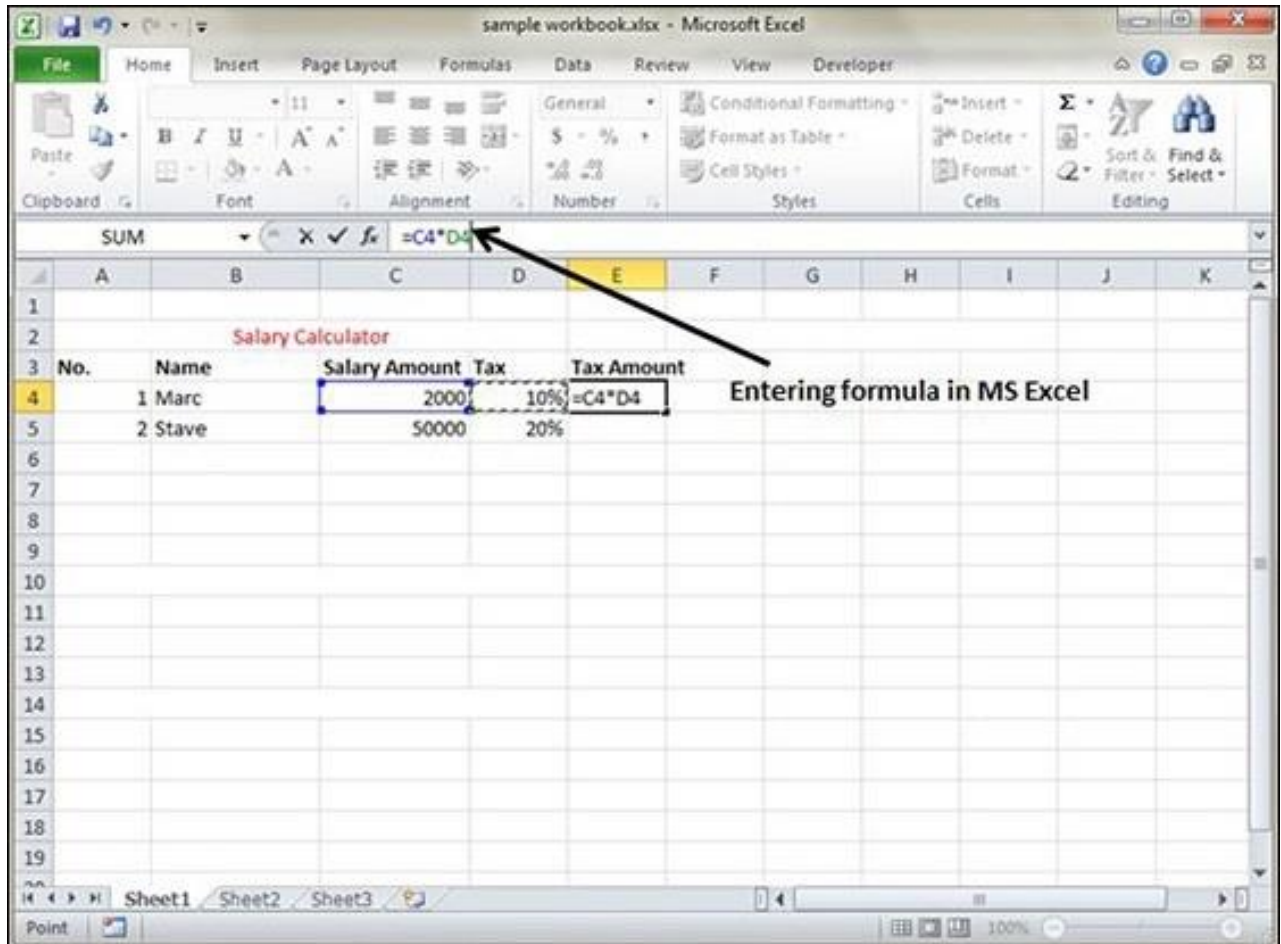 sample workbook.xlsx - Microsoft Excel
File Home Insert Page Layout Formulas Data Review View Developer
11 General Conditional Formatting Insert Σ
B I U A A $ % , Format as Table Delete
Paste A Cell Styles Format Sort & Filter Find & Select
Clipboard Font Alignment Number Styles Cells Editing
SUM fx =C4*D4
A B C D E F G H I J K
1
2 Salary Calculator
3 No. Name Salary Amount Tax Tax Amount
Entering formula in MS Excel
4 1 Marc 2000 10% =C4*D4
5 2 Stave 50000 20%
6
7
8
9
10
11
12
13
14
15
16
17
18
19
Sheet1 Sheet2 Sheet3
Point 100%